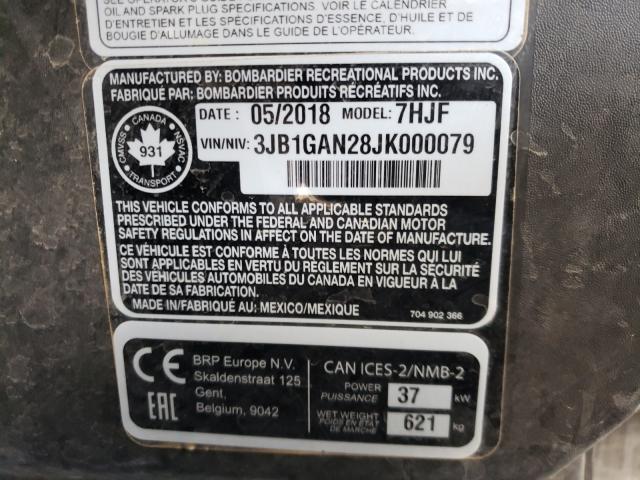 OIL AND SPARK PLUG SPECIFICATIONS. VOIR LE CALENDRIER
D'ENTRETIEN ET LES SPÉCIFICATIONS D'ESSENCE, D'HUILE ET DE
BOUGIE D'ALLUMAGE DANS LE GUIDE DE L'OPÉRATEUR.
MANUFACTURED BY: BOMBARDIER RECREATIONAL PRODUCTS INC.
FABRIQUÉ PAR: BOMBARDIER PRODUITS RÉCRÉATIFS INC.
DATE : 05/2018 MODEL: 7HJF
VIN/NIV: 3JB1GAN28JK000079
CANADA
CMVSS NSVAC
931
TRANSPORT
THIS VEHICLE CONFORMS TO ALL APPLICABLE STANDARDS
PRESCRIBED UNDER THE FEDERAL AND CANADIAN MOTOR
SAFETY REGULATIONS IN AFFECT ON THE DATE OF MANUFACTURE.
CE VÉHICULE EST CONFORME À TOUTES LES NORMES QUI LUI
SONT APPLICABLES EN VERTU DU RÉGLEMENT SUR LA SÉCURITÉ
DES VÉHICULES AUTOMOBILES DU CANADA EN VIGUEUR À LA
DATE DE SA FABRICATION.
MADE IN/FABRIQUÉ AU: MEXICO/MEXIQUE
704 902 366
CE
EAC
BRP Europe N.V.
Skaldenstraat 125
Gent.
Belgium, 9042
CAN ICES-2/NMB-2
POWER
PUISSANCE 37 kW
WET WEIGHT
POIDS EN ÉTAT
DE MARCHE 621 kg